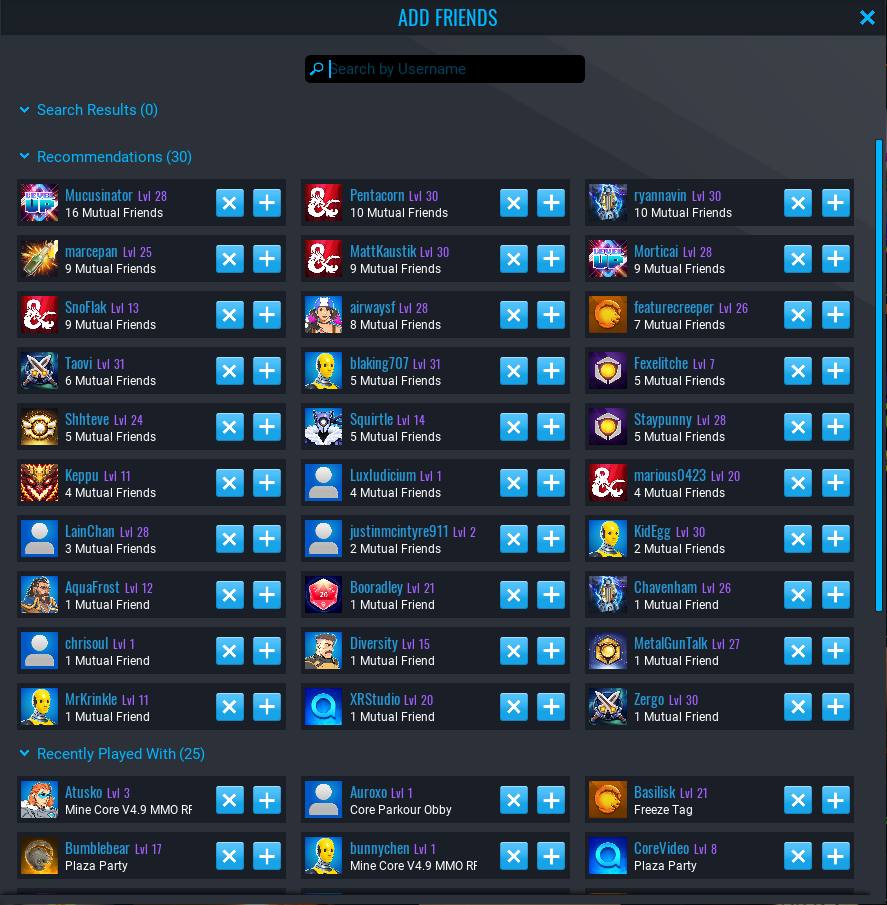 ADD FRIENDS
Search by Username
Search Results (0)
Recommendations (30)
Mucusinator Lvl 28
16 Mutual Friends
Pentacorn Lvl 30
10 Mutual Friends
ryannavin Lvl 30
10 Mutual Friends
marcepan Lvl 25
9 Mutual Friends
MattKaustik Lvl 30
9 Mutual Friends
Morticai Lvl 28
9 Mutual Friends
SnoFlak Lvl 13
9 Mutual Friends
airwaysf Lvl 28
8 Mutual Friends
featurecreeper Lvl 26
7 Mutual Friends
Taovi Lvl 31
6 Mutual Friends
blaking707 Lvl 31
5 Mutual Friends
Fexelitche Lvl 7
5 Mutual Friends
Shhteve Lvl 24
5 Mutual Friends
Squirtle Lvl 14
5 Mutual Friends
Staypunny Lvl 28
5 Mutual Friends
Keppu Lvl 11
4 Mutual Friends
LuxIudicium Lvl 1
4 Mutual Friends
marious0423 Lvl 20
4 Mutual Friends
LainChan Lvl 28
3 Mutual Friends
justinmcintyre911 Lvl 2
2 Mutual Friends
KidEgg Lvl 30
2 Mutual Friends
AquaFrost Lvl 12
1 Mutual Friend
Booradley Lvl 21
1 Mutual Friend
Chavenham Lvl 26
1 Mutual Friend
chrisoul Lvl 1
1 Mutual Friend
Diversity Lvl 15
1 Mutual Friend
MetalGunTalk Lvl 27
1 Mutual Friend
MrKrinkle Lvl 11
1 Mutual Friend
XRStudio Lvl 20
1 Mutual Friend
Zergo Lvl 30
1 Mutual Friend
Recently Played With (25)
Atusko Lvl 3
Mine Core V4.9 MMO RF
Auroxo Lvl 1
Core Parkour Obby
Basilisk Lvl 21
Freeze Tag
Bumblebear Lvl 17
Plaza Party
bunnychen Lvl 1
Mine Core V4.9 MMO RF
CoreVideo Lvl 8
Plaza Party